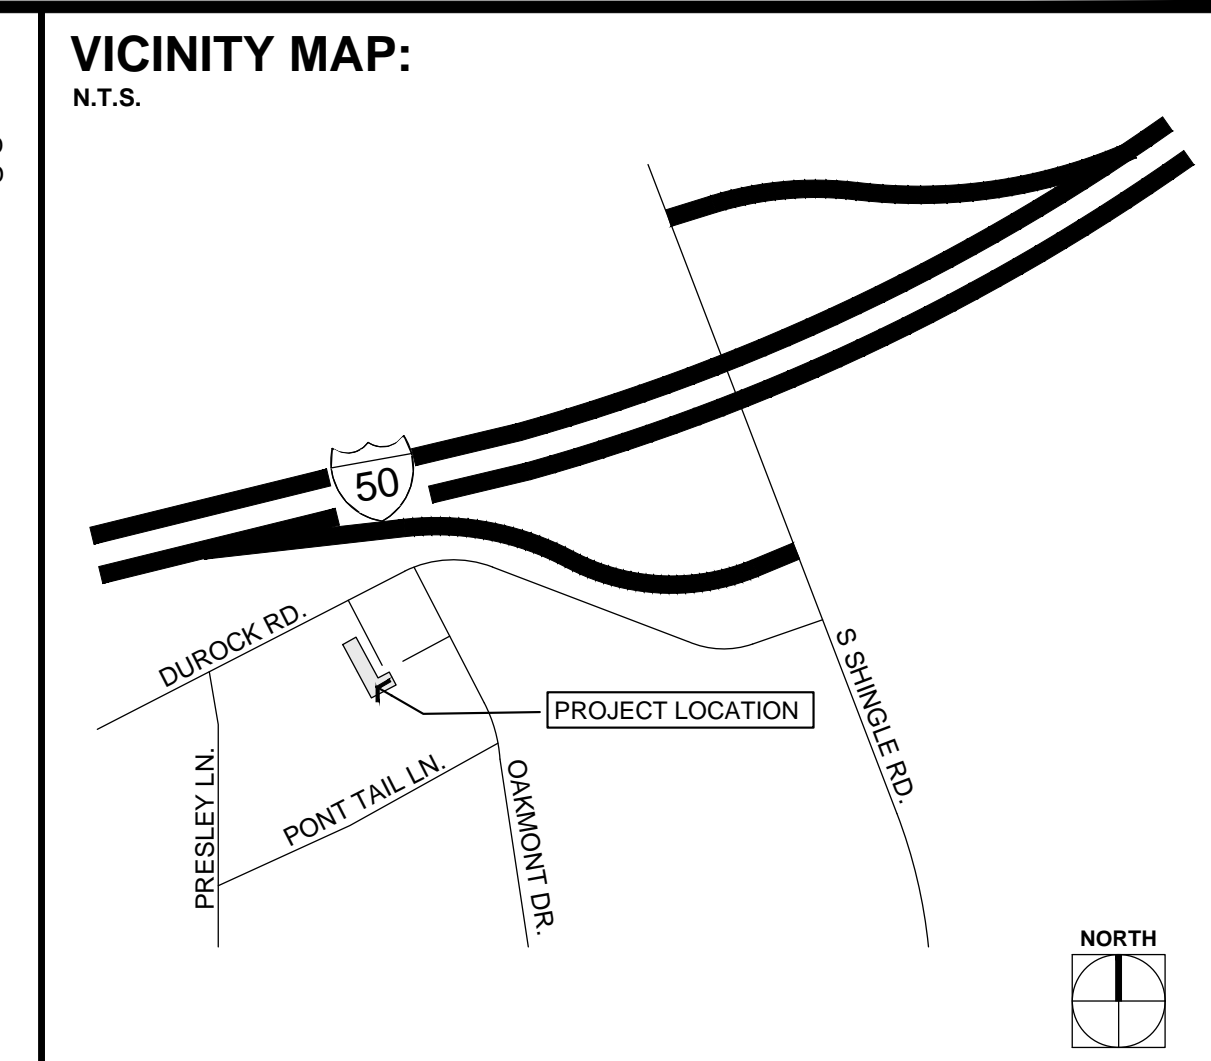 VICINITY MAP:
N.T.S.
50
DUROCK RD.
PROJECT LOCATION
S SHINGLE RD.
PRESLEY LN.
PONT TAIL LN.
OAKMONT DR.
NORTH